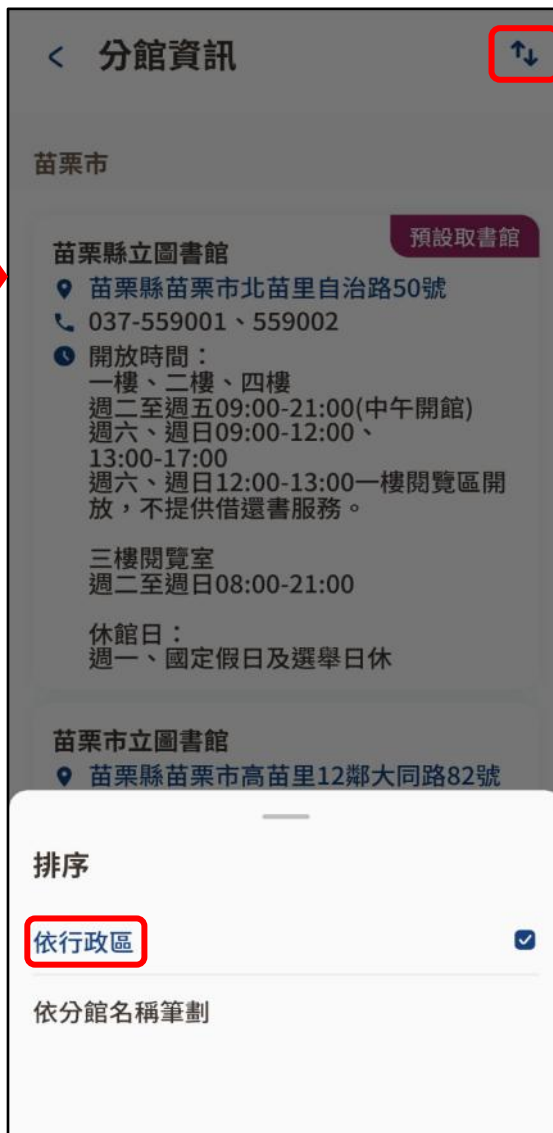 分館資訊
苗栗市
預設取書館
苗栗縣立圖書館
苗栗縣苗栗市北苗里自治路50號
037-559001、559002
開放時間：
一樓、二樓、四樓
週二至週五09:00-21:00(中午開館)
週六、週日09:00-12:00、
13:00-17:00
週六、週日12:00-13:00一樓閱覽區開
放，不提供借還書服務。
三樓閱覽室
週二至週日08:00-21:00
休館日：
週一、國定假日及選舉日休
苗栗市立圖書館
苗栗縣苗栗市高苗里12鄰大同路82號
排序
依行政區
依分館名稱筆劃